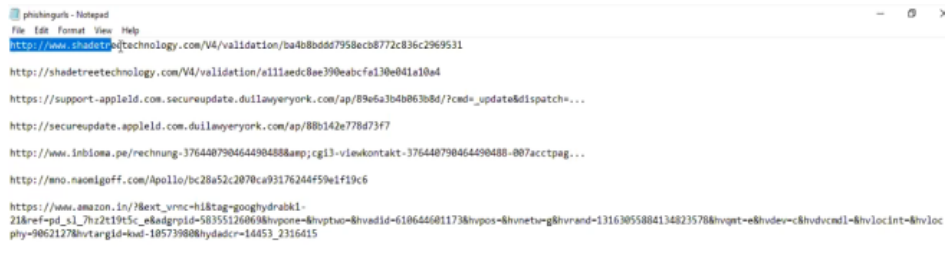 phishingurls - Notepad
File Edit Format View Help
http://www.shadetreetechnology.com/V4/validation/ba4b8bddd7958ecb8772c836c2969531
http://shadetreetechnology.com/V4/validation/a111aedc8ae390eabcfa130e041a10a4
https://support-appleld.com.secureupdate.duilawyeryork.com/ap/89e6a3b4b063b8d/?cmd=_update&dispatch=...
http://secureupdate.appleld.com.duilawyeryork.com/ap/88b142e778d73f7
http://www.inbioma.pe/rechnung-376440790464490488&amp;cgi3-viewkontakt-376440790464490488-007acctpag...
http://mno.naomigoff.com/Apollo/bc28a52c2070ca93176244f59e1f19c6
https://www.amazon.in/?&ext_vrnc=hi&tag=googhydrabk1-
21&ref=pd_sl_7hz2t19t5c_e&adgrpid=58355126069&hvpone=&hvptwo=&hvadid=610644601173&hvpos=&hvnetw=g&hvrand=13163055884134823578&hvqmt=e&hvdev=c&hvdvcmdl=&hvlocint=&hvloc
phy=9062127&hvtargid=kwd-10573980&hydadcr=14453_2316415